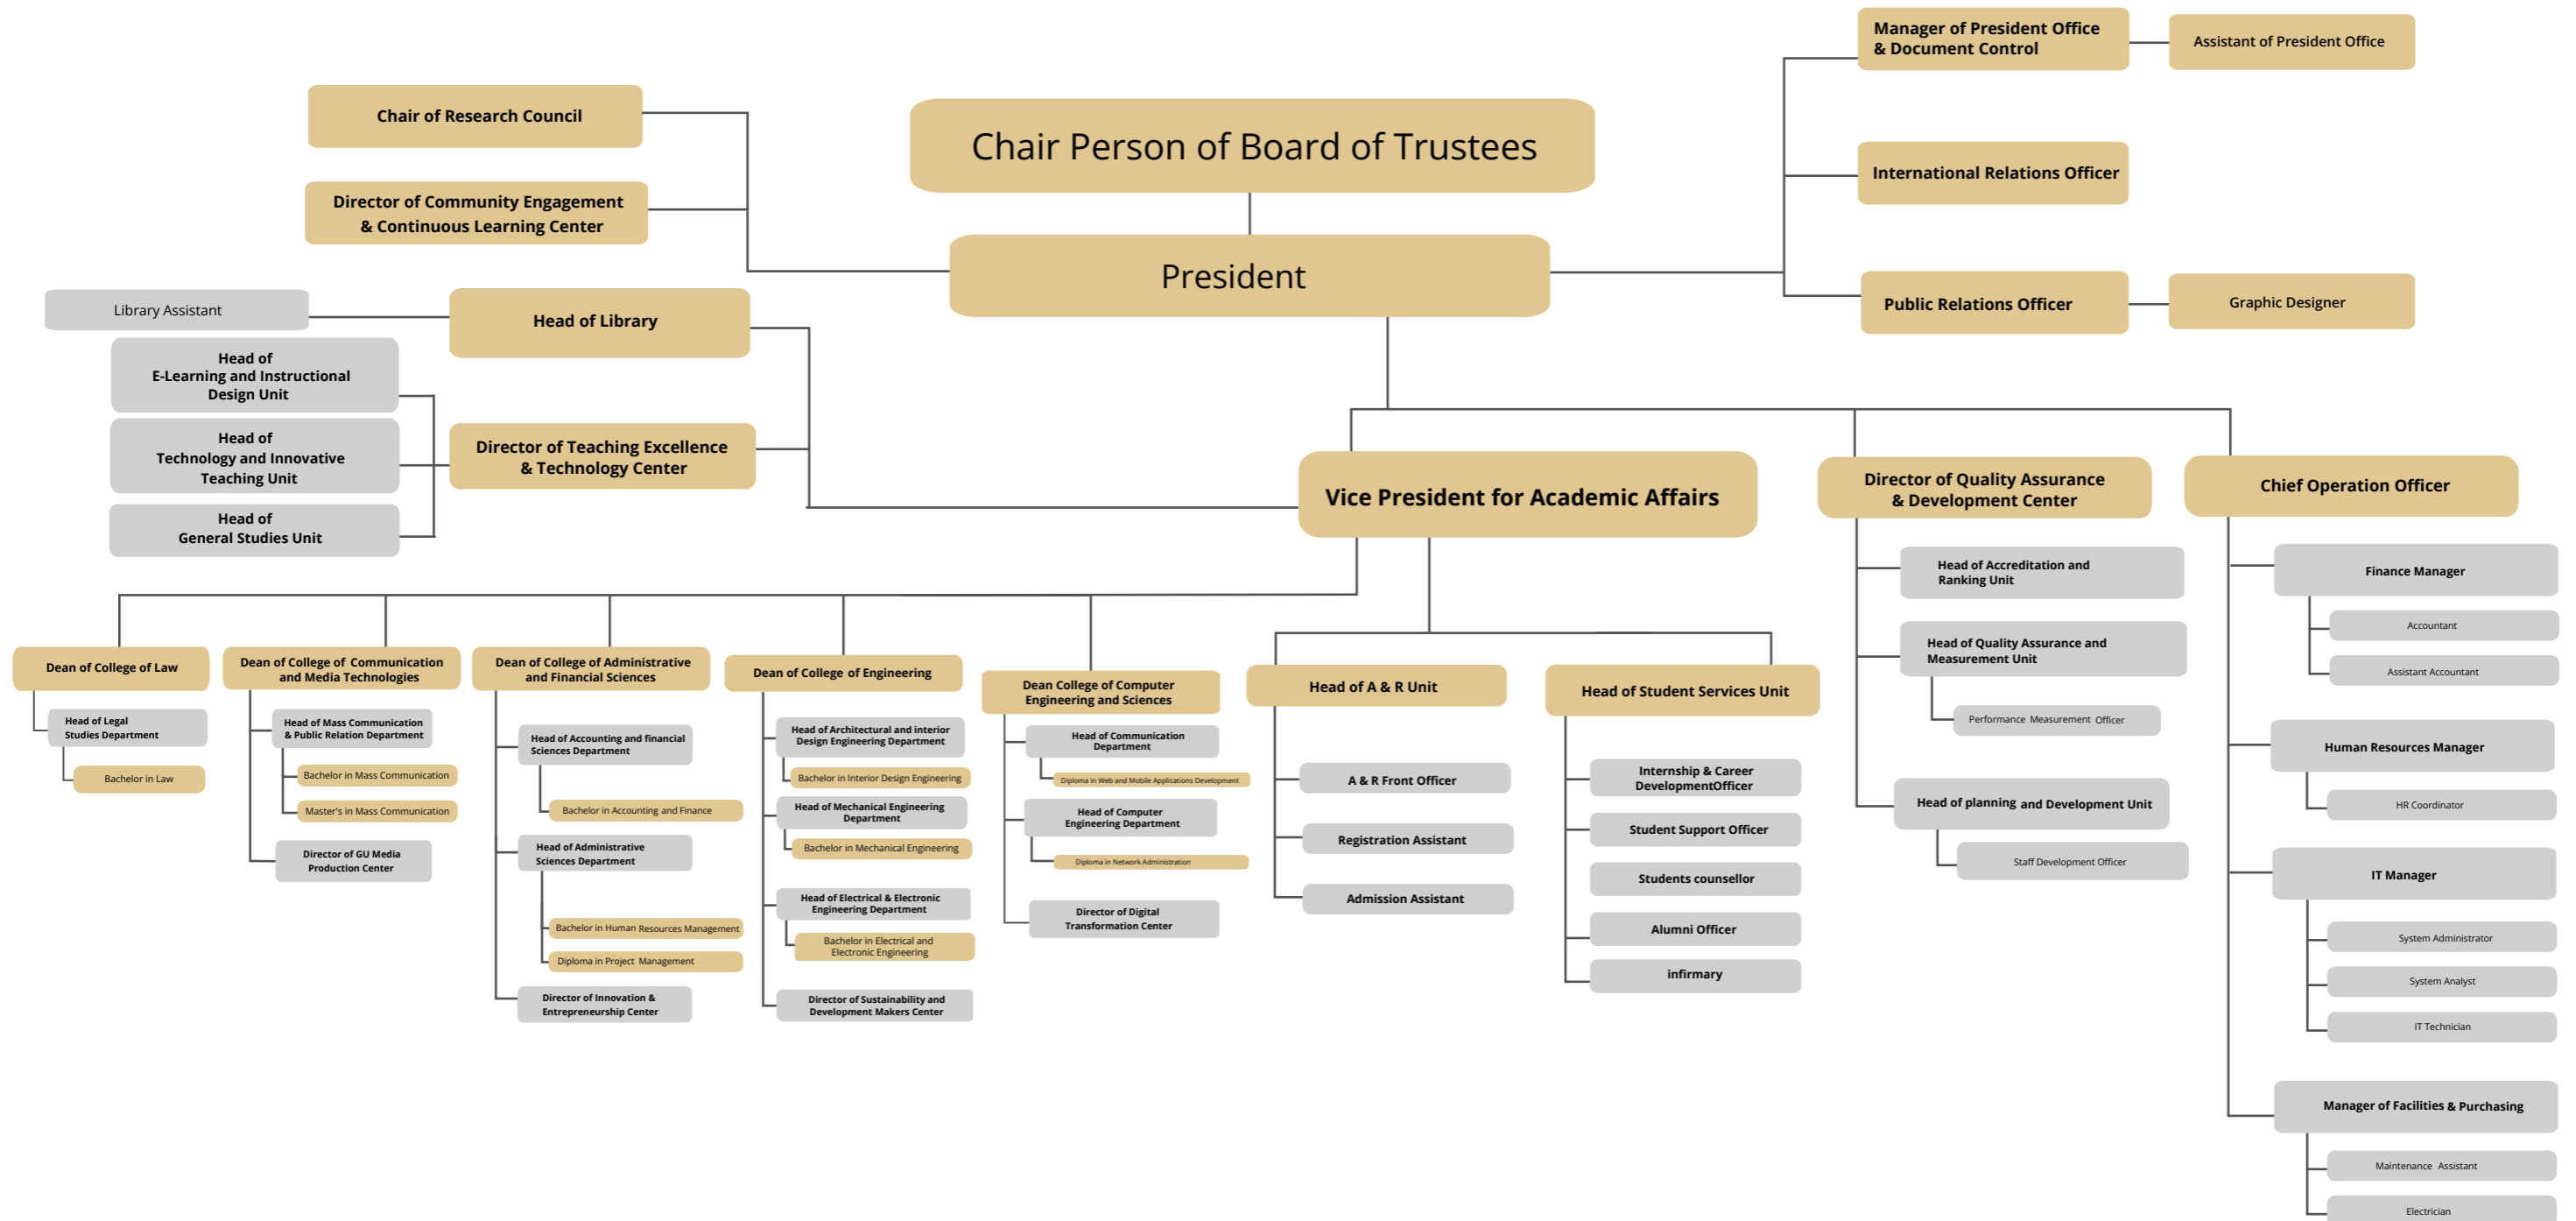 Manager of President Office
& Document Control
Assistant of President Office
Chair of Research Council
Chair Person of Board of Trustees
International Relations Officer
Director of Community Engagement
& Continuous Learning Center
President
Public Relations Officer
Graphic Designer
Library Assistant
Head of Library
Head of
E-Learning and Instructional
Design Unit
Head of
Technology and Innovative
Teaching Unit
Director of Teaching Excellence
& Technology Center
Head of
General Studies Unit
Vice President for Academic Affairs
Director of Quality Assurance
& Development Center
Chief Operation Officer
Dean of College of Law
Head of Legal
Studies Department
Bachelor in Law
Dean of College of Communication
and Media Technologies
Head of Mass Communication
& Public Relation Department
Bachelor in Mass Communication
Master's in Mass Communication
Director of GU Media
Production Center
Dean of College of Administrative
and Financial Sciences
Head of Accounting and financial
Sciences Department
Bachelor in Accounting and Finance
Head of Administrative
Sciences Department
Bachelor in Human Resources Management
Diploma in Project Management
Director of Innovation &
Entrepreneurship Center
Dean of College of Engineering
Head of Architectural and interior
Design Engineering Department
Bachelor in Interior Design Engineering
Head of Mechanical Engineering
Department
Bachelor in Mechanical Engineering
Head of Electrical & Electronic
Engineering Department
Bachelor in Electrical and
Electronic Engineering
Director of Sustainability and
Development Makers Center
Dean College of Computer
Engineering and Sciences
Head of Communication
Department
Diploma in Web and Mobile Applications Development
Head of Computer
Engineering Department
Diploma in Network Administration
Director of Digital
Transformation Center
Head of A & R Unit
A & R Front Officer
Registration Assistant
Admission Assistant
Head of Student Services Unit
Internship & Career
DevelopmentOfficer
Student Support Officer
Students counsellor
Alumni Officer
infirmary
Head of Accreditation and
Ranking Unit
Head of Quality Assurance and
Measurement Unit
Performance Measurement Officer
Head of planning and Development Unit
Staff Development Officer
Finance Manager
Accountant
Assistant Accountant
Human Resources Manager
HR Coordinator
IT Manager
System Administrator
System Analyst
IT Technician
Manager of Facilities & Purchasing
Maintenance Assistant
Electrician